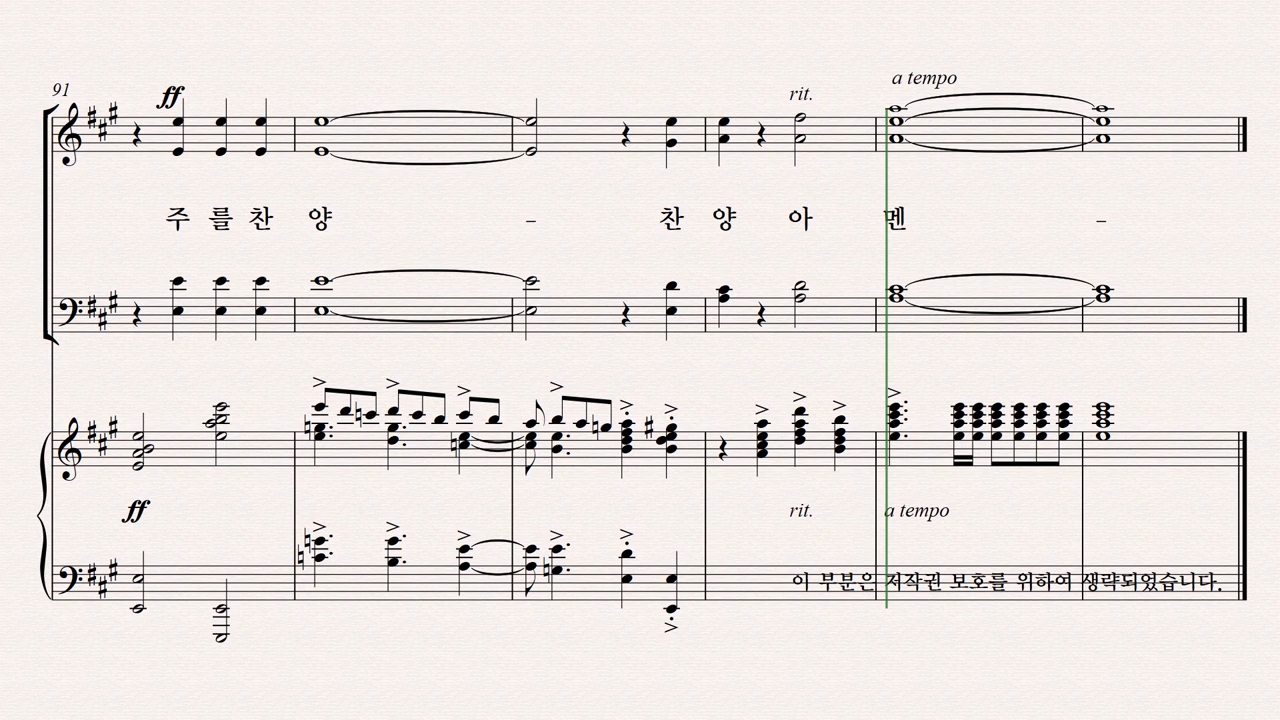 a tempo
91 ff rit.
주 를 찬 양 - 찬 양 아 멘 -
ff rit. a tempo
이 부분은 저작권 보호를 위하여 생략되었습니다.